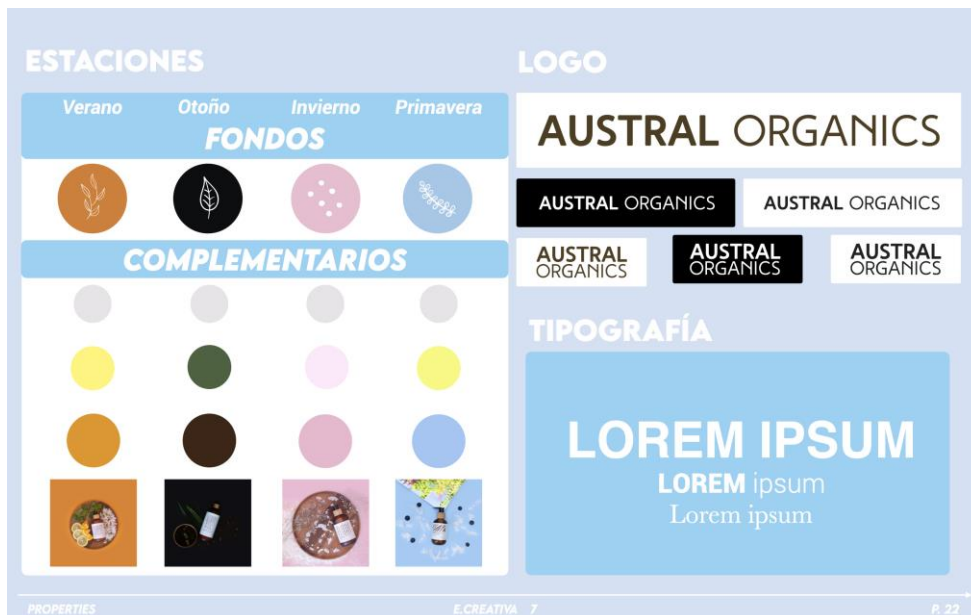 ESTACIONES
Verano Otoño Invierno Primavera
FONDOS
COMPLEMENTARIOS
LOGO
AUSTRAL ORGANICS
AUSTRAL ORGANICS
AUSTRAL ORGANICS
AUSTRAL
ORGANICS
AUSTRAL
ORGANICS
AUSTRAL
ORGANICS
TIPOGRAFÍA
LOREM IPSUM
LOREM ipsum
Lorem ipsum
PROPERTIES E.CREATIVA 7 P. 22